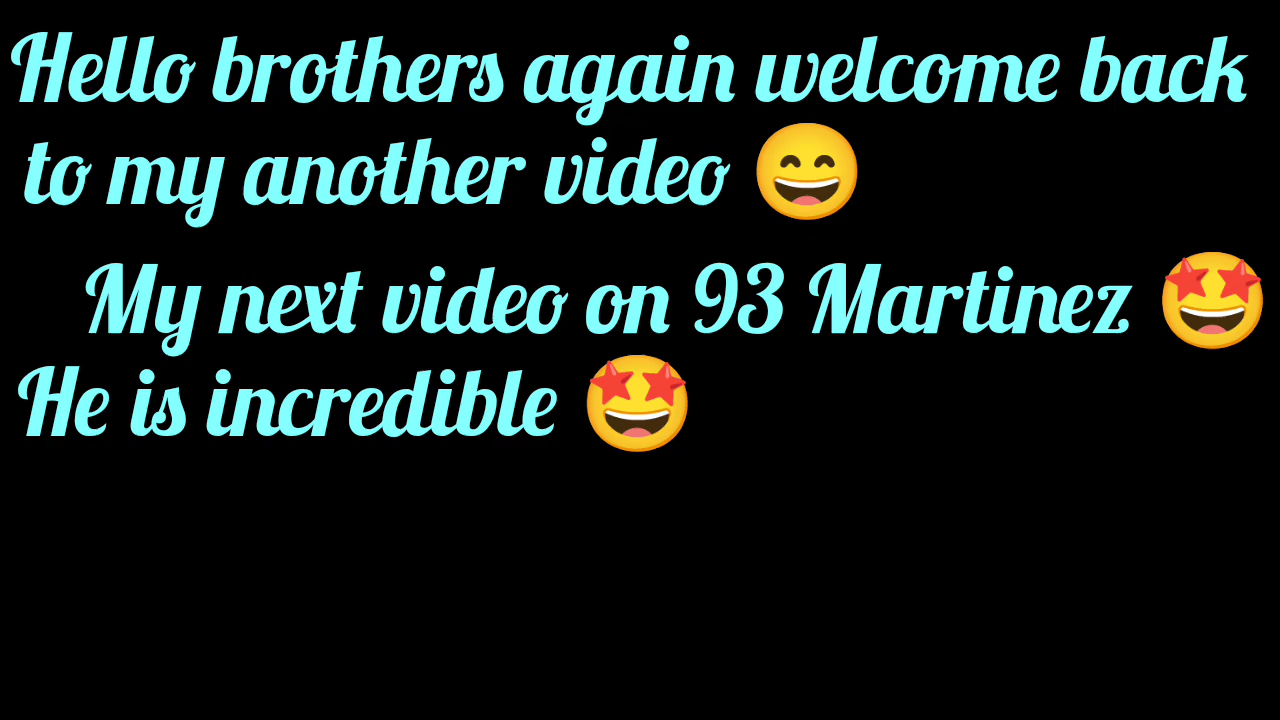 Hello brothers again welcome back
to my another video 😄
My next video on 93 Martinez 🤩
He is incredible 🤩